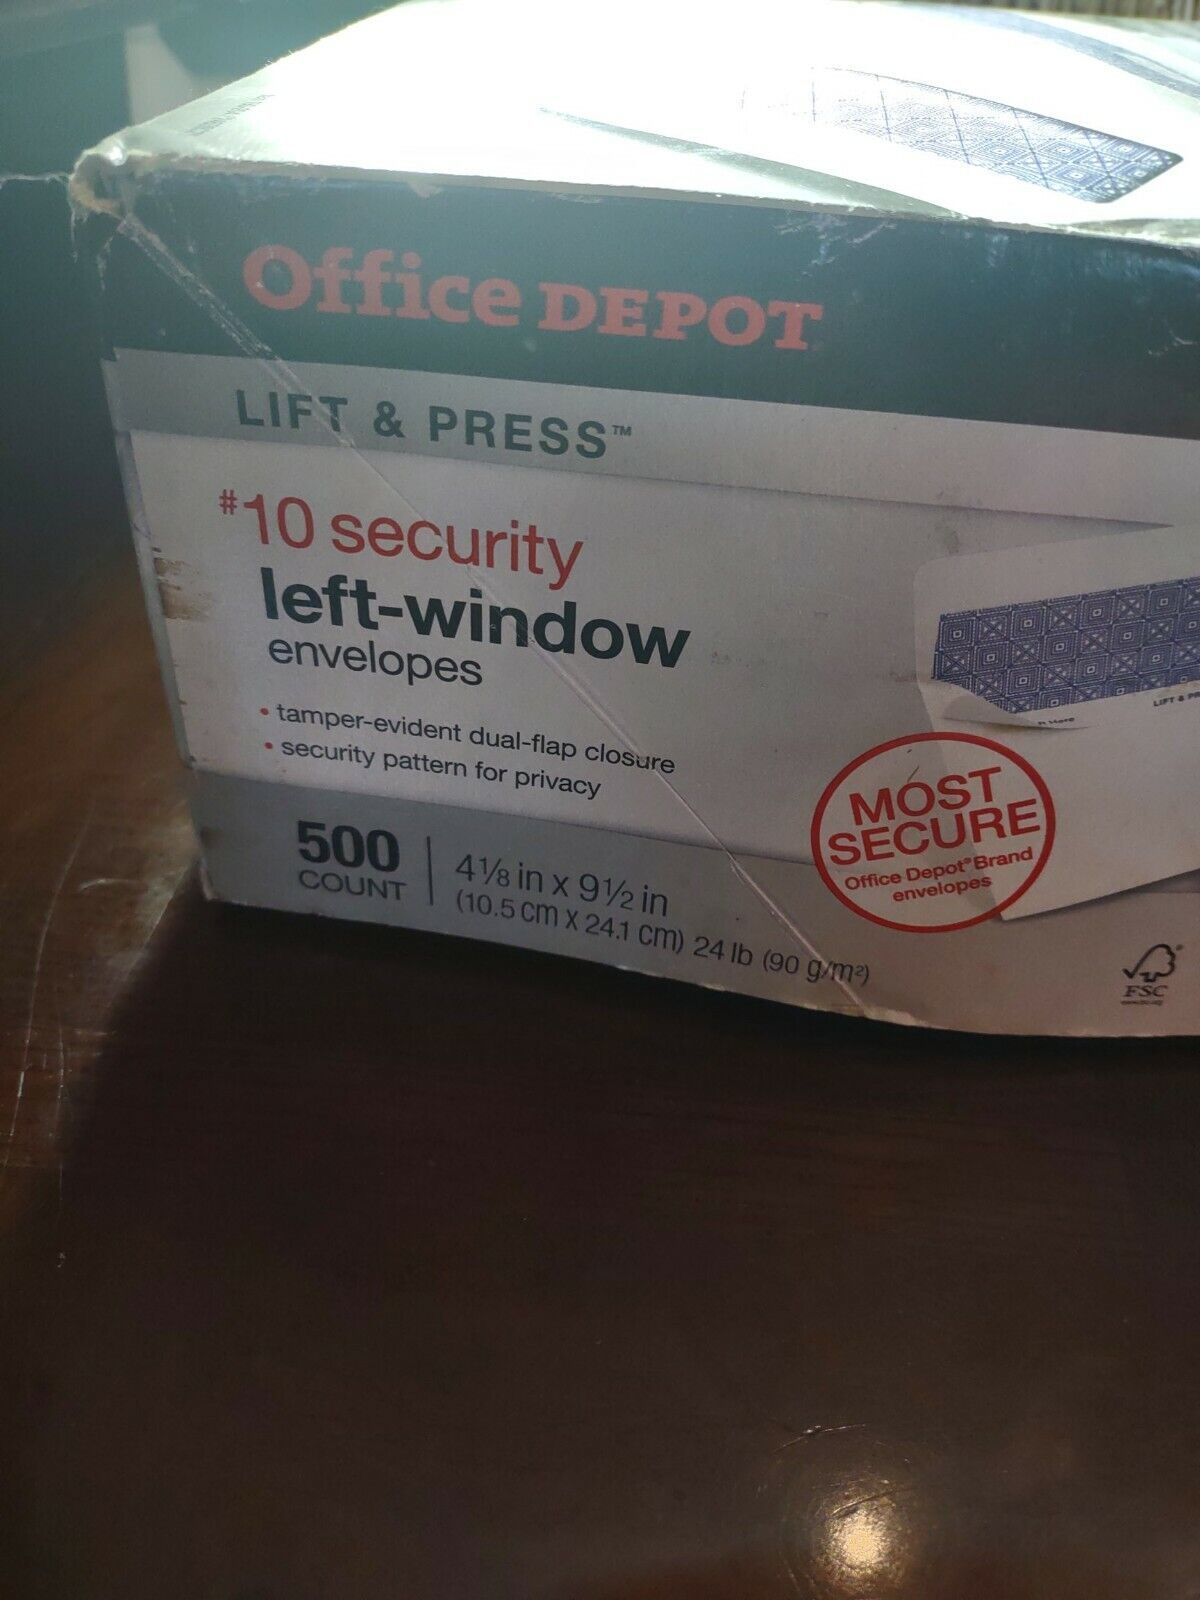 Office DEPOT
LIFT & PRESS™
#10 security
left-window
envelopes
• tamper-evident dual-flap closure
• security pattern for privacy
500
COUNT
4⅛ in x 9½ in
(10.5 cm x 24.1 cm) 24 lb (90 g/m²)
LIFT &
Here
MOST
SECURE
Office Depot® Brand
envelopes
FSC®